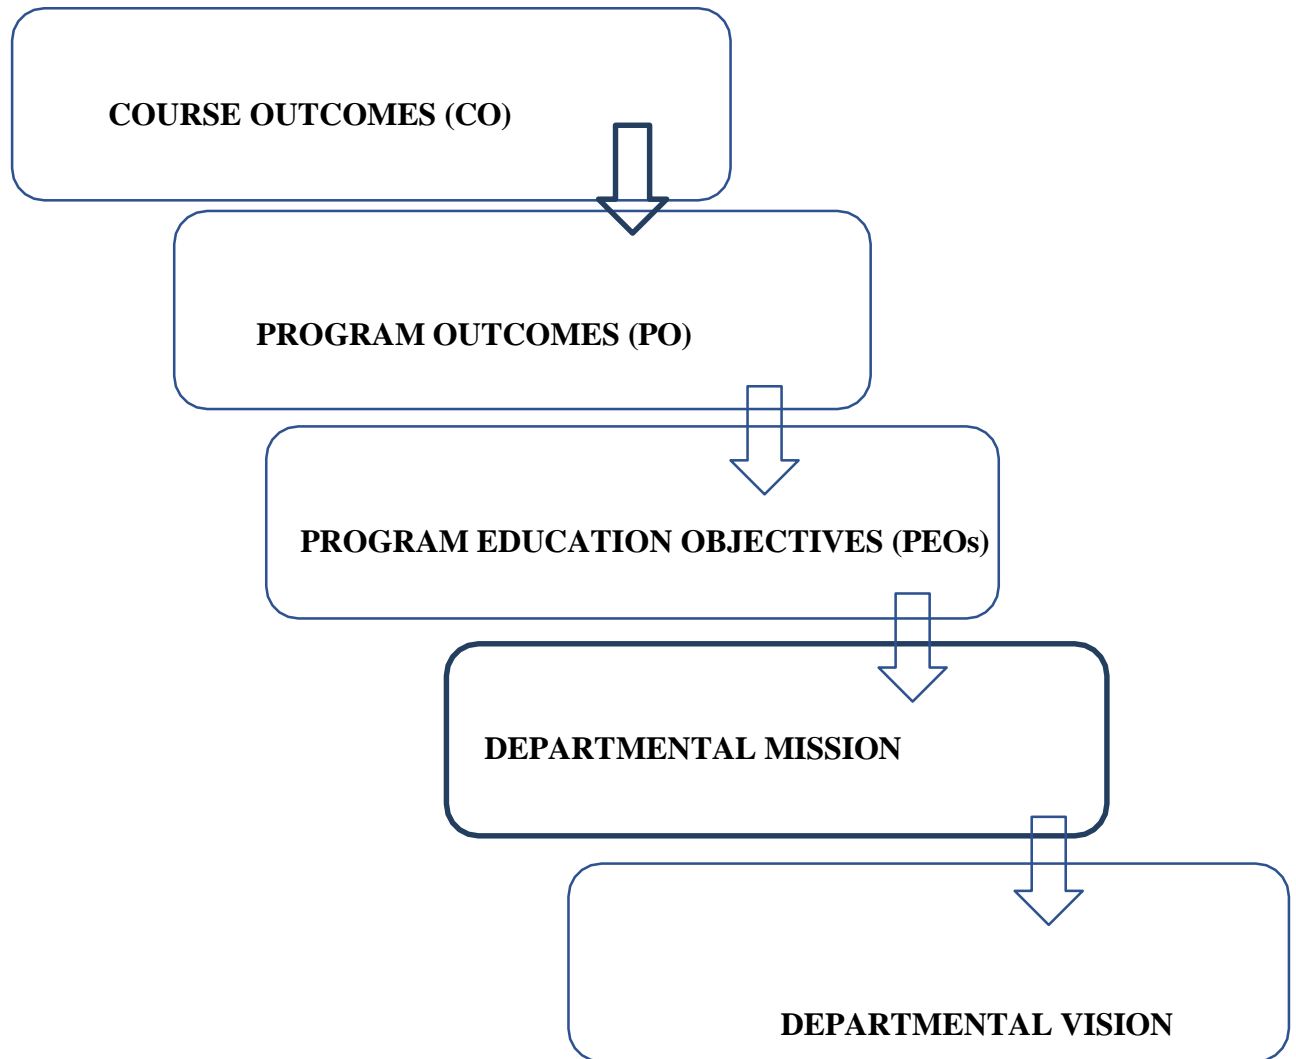 COURSE OUTCOMES (CO)
PROGRAM OUTCOMES (PO)
PROGRAM EDUCATION OBJECTIVES (PEOs)
DEPARTMENTAL MISSION
DEPARTMENTAL VISION